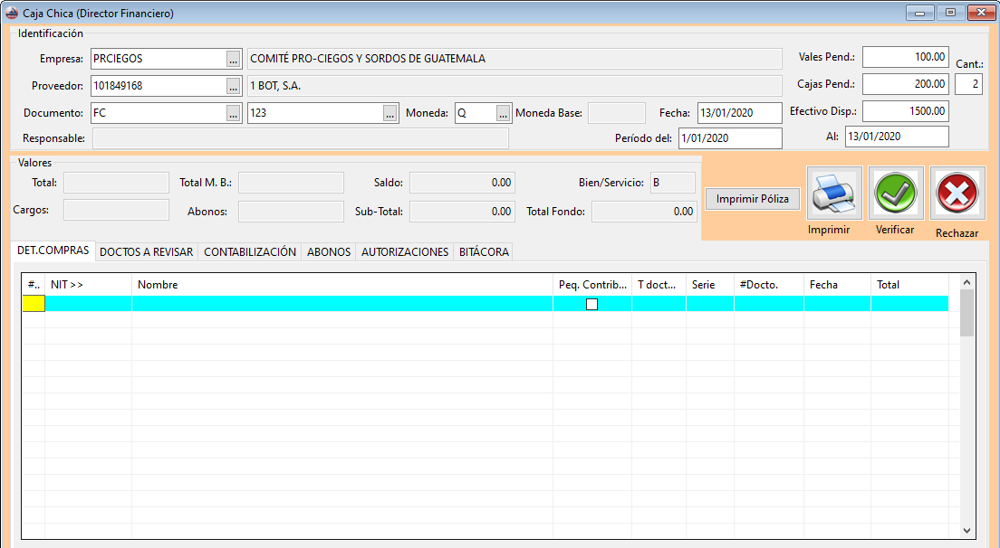 Caja Chica (Director Financiero)
Identificación
Empresa: PRCIEGOS ... COMITÉ PRO-CIEGOS Y SORDOS DE GUATEMALA Vales Pend.: 100.00 Cant.:
Proveedor: 101849168 ... 1 BOT, S.A. Cajas Pend.: 200.00 2
Documento: FC ... 123 ... Moneda: Q ... Moneda Base: Fecha: 13/01/2020 Efectivo Disp.: 1500.00
Responsable: Período del: 1/01/2020 Al: 13/01/2020
Valores
Total: Total M. B.: Saldo: 0.00 Bien/Servicio: B
Cargos: Abonos: Sub-Total: 0.00 Total Fondo: 0.00
Imprimir Póliza
Imprimir Verificar Rechazar
DET.COMPRAS DOCTOS A REVISAR CONTABILIZACIÓN ABONOS AUTORIZACIONES BITÁCORA
#.. NIT >> Nombre Peq. Contrib... T doct... Serie #Docto. Fecha Total